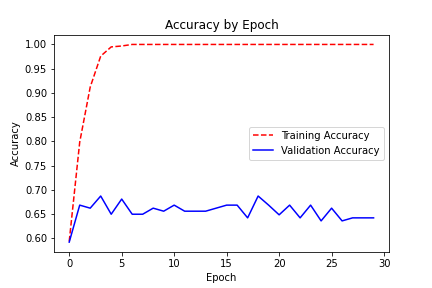 Accuracy by Epoch
1.00
0.95
0.90
0.85
0.80
0.75
0.70
0.65
0.60
Accuracy
Training Accuracy
Validation Accuracy
0 5 10 15 20 25 30
Epoch